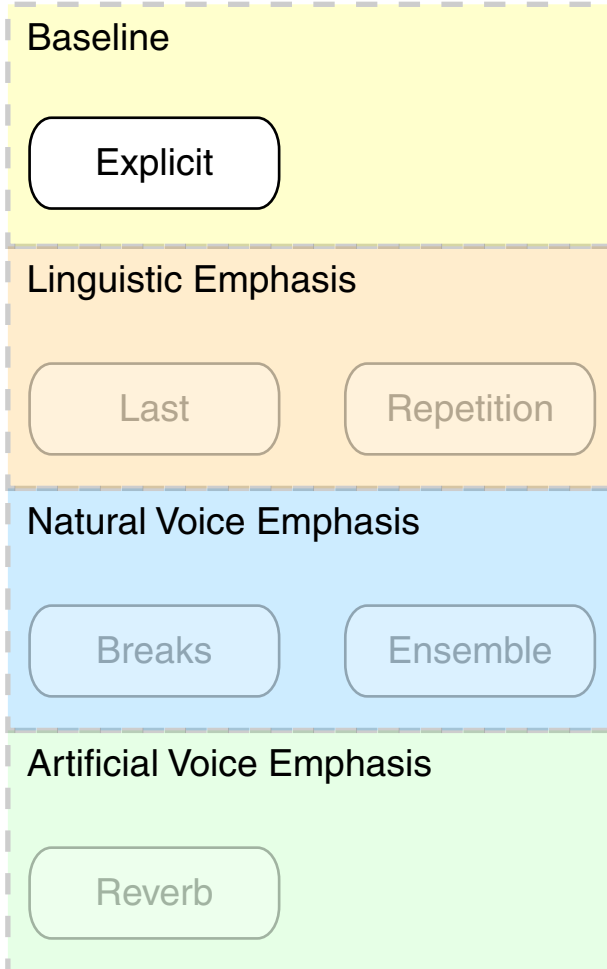 Baseline
Explicit
Linguistic Emphasis
Last Repetition
Natural Voice Emphasis
Breaks Ensemble
Artificial Voice Emphasis
Reverb